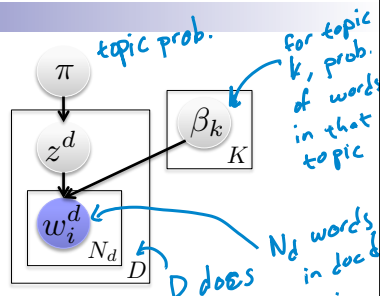 topic prob.
for topic
k, prob.
of words
in that
topic
π
z^d
β_k
K
w_i^d
N_d
D
N_d words
in doc d
D docs